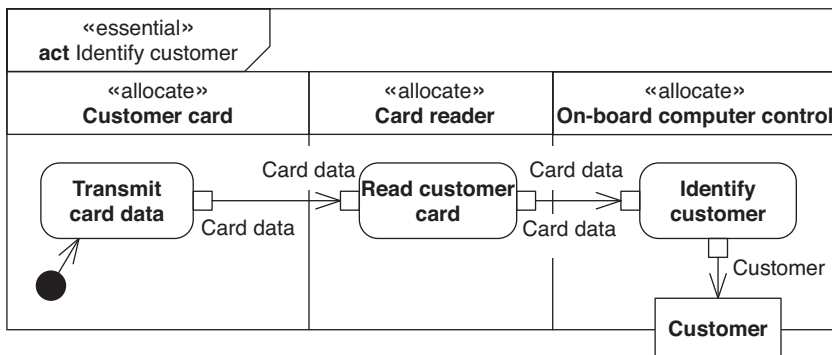 «essential»
act Identify customer
«allocate»
Customer card
«allocate»
Card reader
«allocate»
On-board computer control
Transmit
card data
Card data
Card data
Read customer
card
Card data
Card data
Identify
customer
Customer
Customer